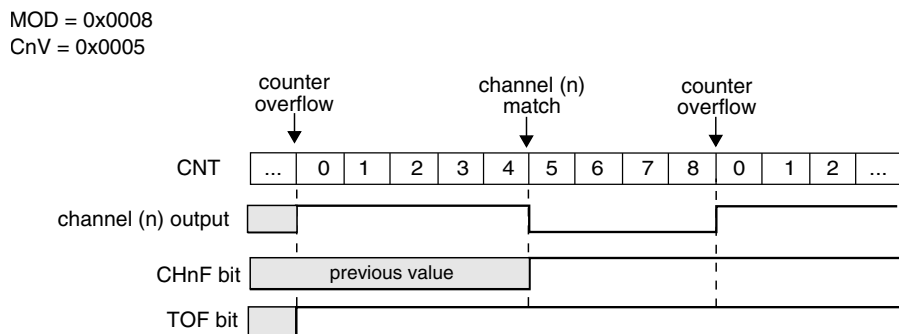 MOD = 0x0008
CnV = 0x0005
counter
overflow
channel (n)
match
counter
overflow
CNT ... 0 1 2 3 4 5 6 7 8 0 1 2 ...
channel (n) output
CHnF bit previous value
TOF bit